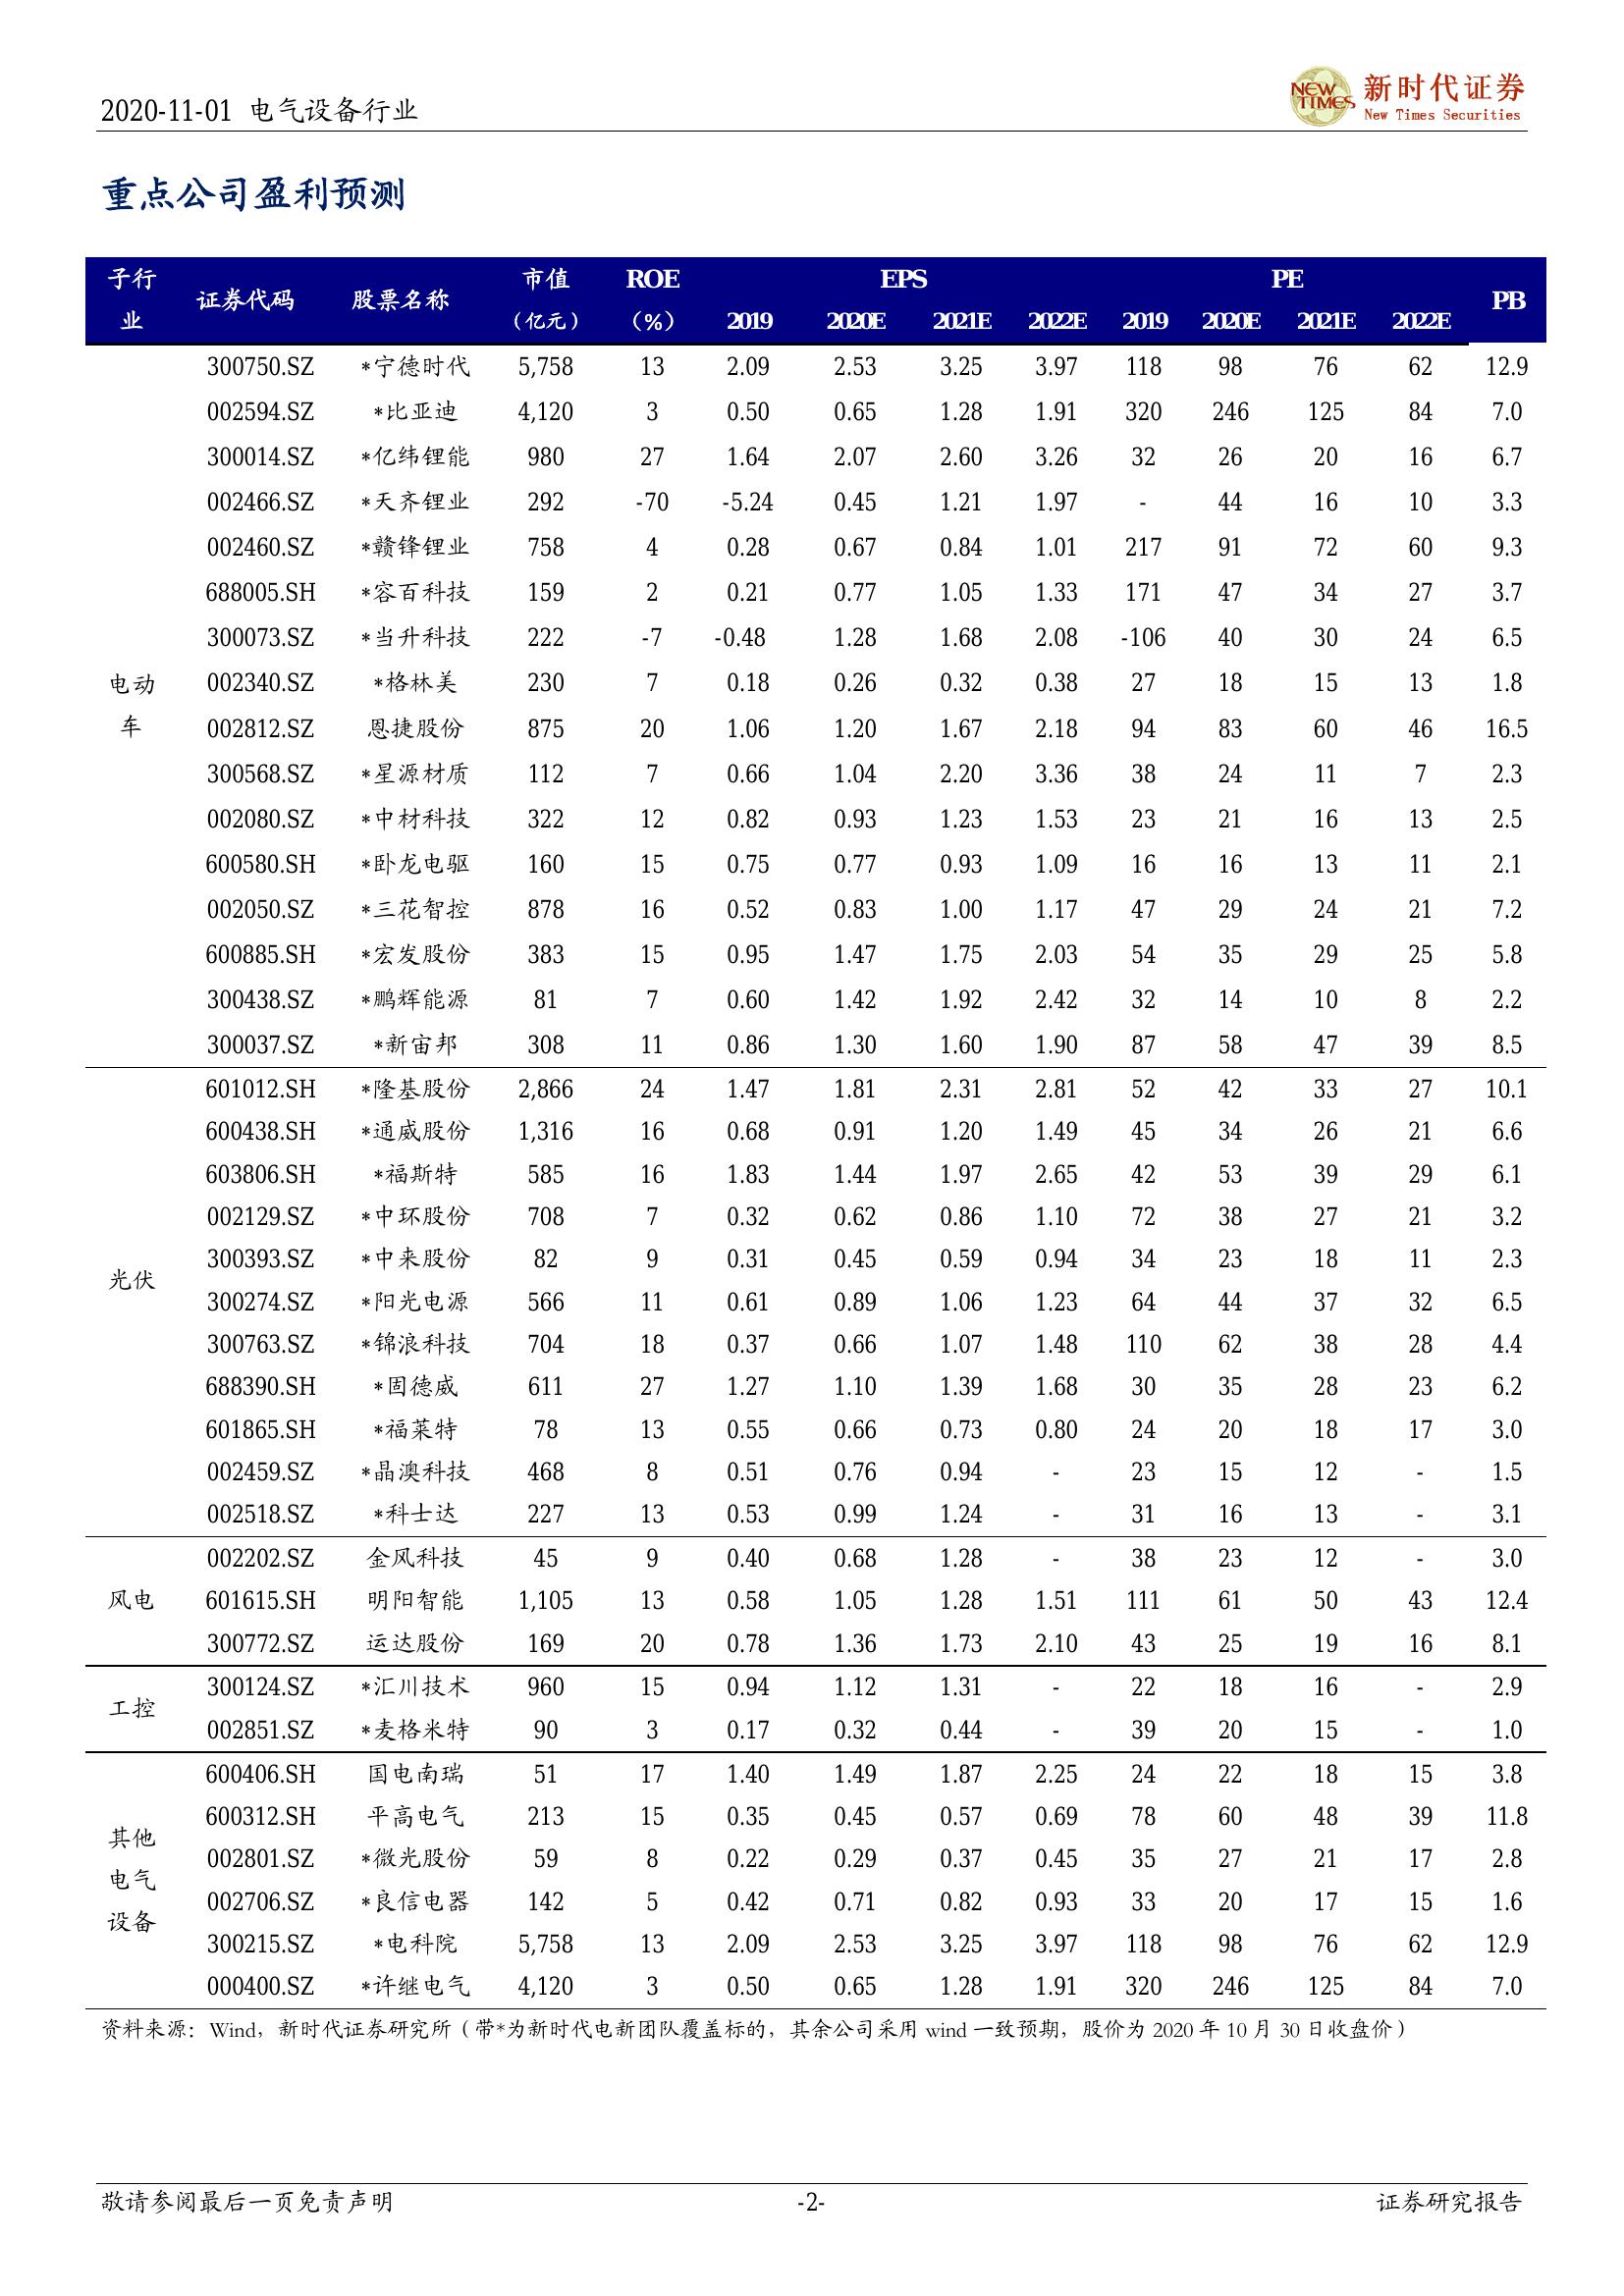 2020-11-01 电气设备行业
NEW TIMES 新时代证券
New Times Securities
重点公司盈利预测
子行业 证券代码 股票名称 市值（亿元） ROE（%） EPS PE PB
2019 2020E 2021E 2022E 2019 2020E 2021E 2022E
电动车
300750.SZ *宁德时代 5,758 13 2.09 2.53 3.25 3.97 118 98 76 62 12.9
002594.SZ *比亚迪 4,120 3 0.50 0.65 1.28 1.91 320 246 125 84 7.0
300014.SZ *亿纬锂能 980 27 1.64 2.07 2.60 3.26 32 26 20 16 6.7
002466.SZ *天齐锂业 292 -70 -5.24 0.45 1.21 1.97 - 44 16 10 3.3
002460.SZ *赣锋锂业 758 4 0.28 0.67 0.84 1.01 217 91 72 60 9.3
688005.SH *容百科技 159 2 0.21 0.77 1.05 1.33 171 47 34 27 3.7
300073.SZ *当升科技 222 -7 -0.48 1.28 1.68 2.08 -106 40 30 24 6.5
002340.SZ *格林美 230 7 0.18 0.26 0.32 0.38 27 18 15 13 1.8
002812.SZ 恩捷股份 875 20 1.06 1.20 1.67 2.18 94 83 60 46 16.5
300568.SZ *星源材质 112 7 0.66 1.04 2.20 3.36 38 24 11 7 2.3
002080.SZ *中材科技 322 12 0.82 0.93 1.23 1.53 23 21 16 13 2.5
600580.SH *卧龙电驱 160 15 0.75 0.77 0.93 1.09 16 16 13 11 2.1
002050.SZ *三花智控 878 16 0.52 0.83 1.00 1.17 47 29 24 21 7.2
600885.SH *宏发股份 383 15 0.95 1.47 1.75 2.03 54 35 29 25 5.8
300438.SZ *鹏辉能源 81 7 0.60 1.42 1.92 2.42 32 14 10 8 2.2
300037.SZ *新宙邦 308 11 0.86 1.30 1.60 1.90 87 58 47 39 8.5
光伏
601012.SH *隆基股份 2,866 24 1.47 1.81 2.31 2.81 52 42 33 27 10.1
600438.SH *通威股份 1,316 16 0.68 0.91 1.20 1.49 45 34 26 21 6.6
603806.SH *福斯特 585 16 1.83 1.44 1.97 2.65 42 53 39 29 6.1
002129.SZ *中环股份 708 7 0.32 0.62 0.86 1.10 72 38 27 21 3.2
300393.SZ *中来股份 82 9 0.31 0.45 0.59 0.94 34 23 18 11 2.3
300274.SZ *阳光电源 566 11 0.61 0.89 1.06 1.23 64 44 37 32 6.5
300763.SZ *锦浪科技 704 18 0.37 0.66 1.07 1.48 110 62 38 28 4.4
688390.SH *固德威 611 27 1.27 1.10 1.39 1.68 30 35 28 23 6.2
601865.SH *福莱特 78 13 0.55 0.66 0.73 0.80 24 20 18 17 3.0
002459.SZ *晶澳科技 468 8 0.51 0.76 0.94 - 23 15 12 - 1.5
002518.SZ *科士达 227 13 0.53 0.99 1.24 - 31 16 13 - 3.1
风电
002202.SZ 金风科技 45 9 0.40 0.68 1.28 - 38 23 12 - 3.0
601615.SH 明阳智能 1,105 13 0.58 1.05 1.28 1.51 111 61 50 43 12.4
300772.SZ 运达股份 169 20 0.78 1.36 1.73 2.10 43 25 19 16 8.1
工控
300124.SZ *汇川技术 960 15 0.94 1.12 1.31 - 22 18 16 - 2.9
002851.SZ *麦格米特 90 3 0.17 0.32 0.44 - 39 20 15 - 1.0
其他电气设备
600406.SH 国电南瑞 51 17 1.40 1.49 1.87 2.25 24 22 18 15 3.8
600312.SH 平高电气 213 15 0.35 0.45 0.57 0.69 78 60 48 39 11.8
002801.SZ *微光股份 59 8 0.22 0.29 0.37 0.45 35 27 21 17 2.8
002706.SZ *良信电器 142 5 0.42 0.71 0.82 0.93 33 20 17 15 1.6
300215.SZ *电科院 5,758 13 2.09 2.53 3.25 3.97 118 98 76 62 12.9
000400.SZ *许继电气 4,120 3 0.50 0.65 1.28 1.91 320 246 125 84 7.0
资料来源：Wind，新时代证券研究所（带*为新时代电新团队覆盖标的，其余公司采用 wind 一致预期，股价为 2020 年 10 月 30 日收盘价）
敬请参阅最后一页免责声明 -2- 证券研究报告